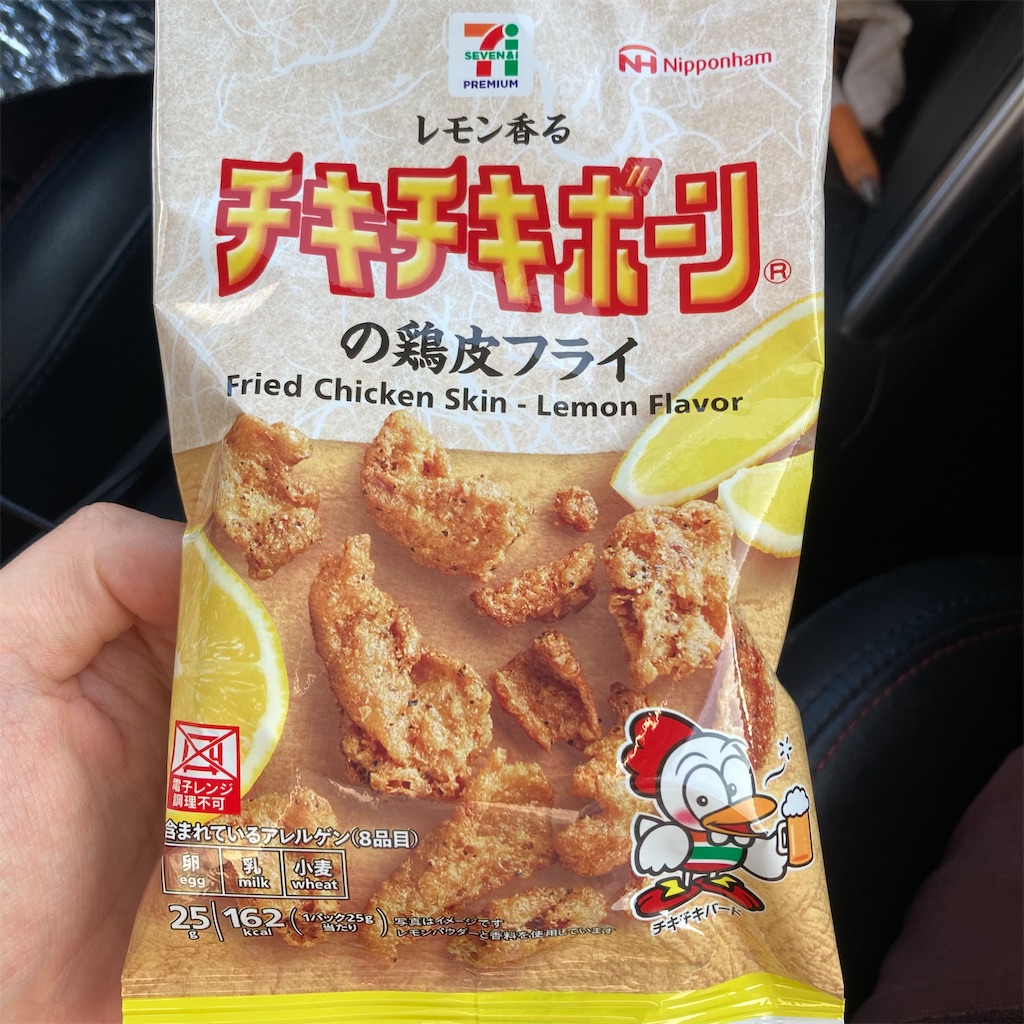 SEVEN&i
PREMIUM
NH Nipponham
レモン香る
チキチキボーン®
の鶏皮フライ
Fried Chicken Skin - Lemon Flavor
電子レンジ
調理不可
含まれているアレルゲン(8品目)
卵 乳 小麦
egg milk wheat
25g 162kcal (1パック25g当たり)
写真はイメージです
レモンパウダーと香料を使用しています
チキチキバード